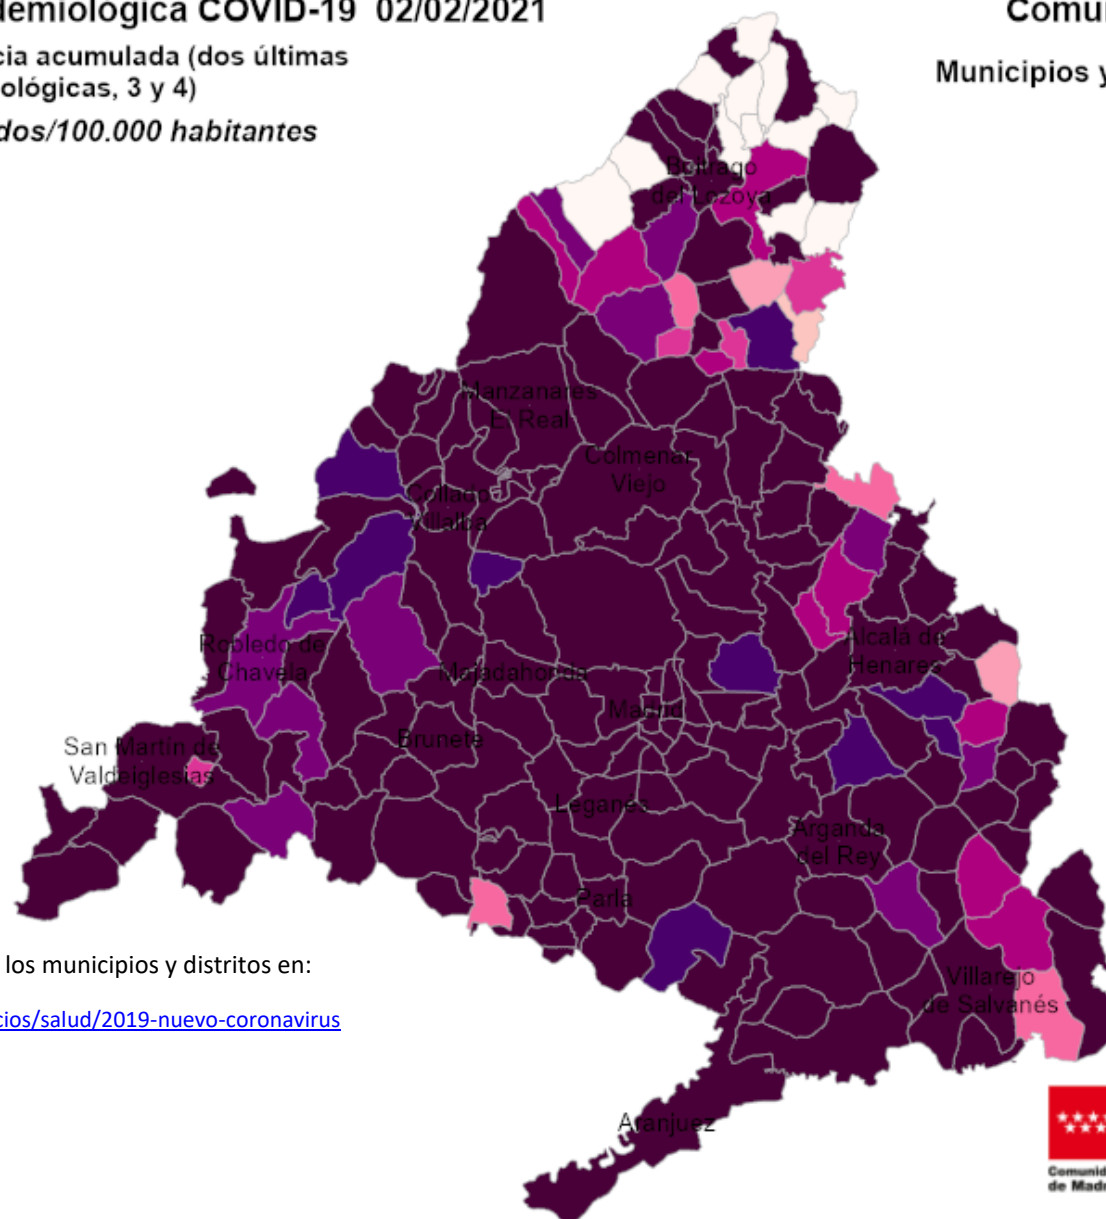 demiológica COVID-19 02/02/2021
cia acumulada (dos últimas
ológicas, 3 y 4)
dos/100.000 habitantes
Comu
Municipios y
Buitrago
del Lozoya
Manzanares
El Real
Colmenar
Viejo
Collado
Villalba
Robledo de
Chavela
Alcalá de
Henares
Majadahonda
Madrid
Brunete
San Martín de
Valdeiglesias
Leganés
Arganda
del Rey
Parla
los municipios y distritos en:
Villarejo
de Salvanés
cios/salud/2019-nuevo-coronavirus
Aranjuez
Comunid
de Madr